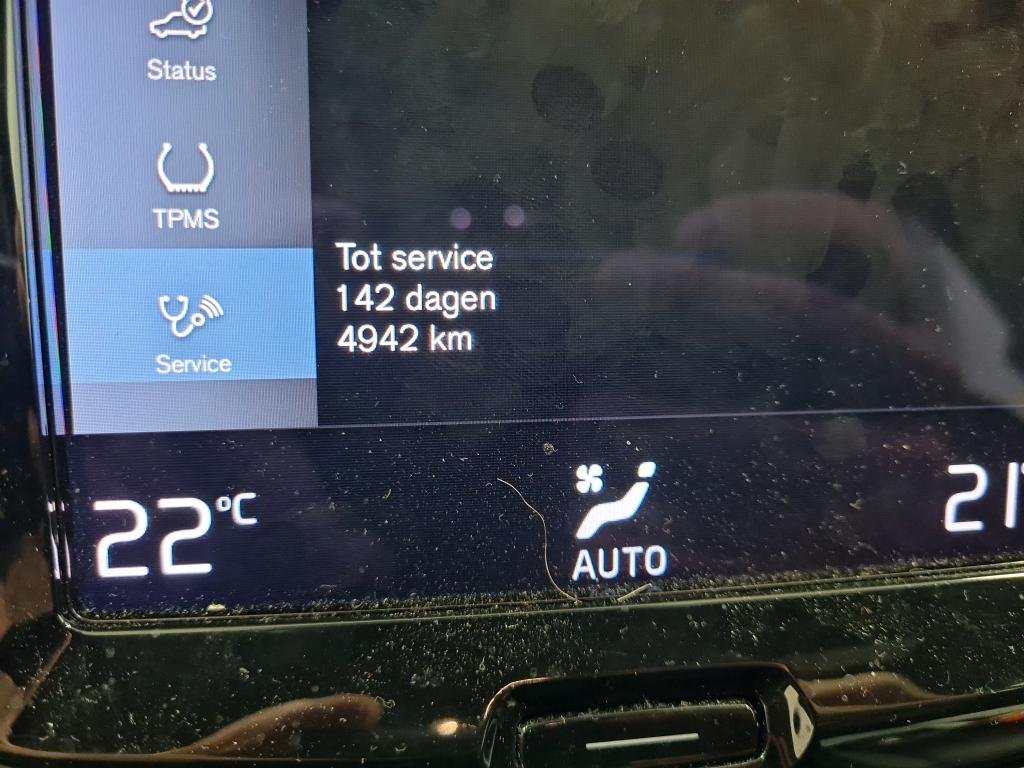 Status
TPMS
Tot service
142 dagen
4942 km
Service
22 °C
AUTO